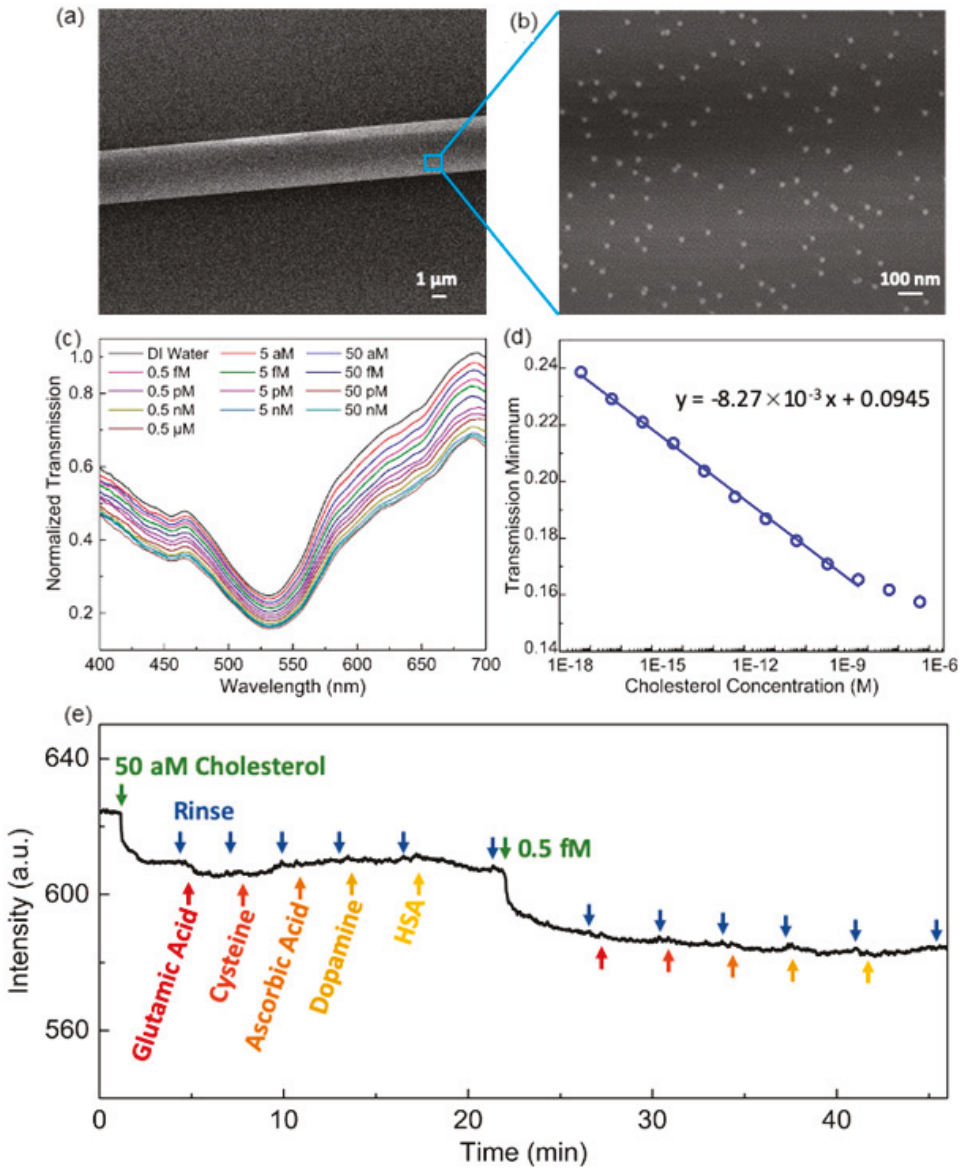 (a)
1 μm
(b)
100 nm
(c)
Normalized Transmission
1.0
0.8
0.6
0.4
0.2
DI Water 5 aM 50 aM
0.5 fM 5 fM 50 fM
0.5 pM 5 pM 50 pM
0.5 nM 5 nM 50 nM
0.5 μM
400 450 500 550 600 650 700
Wavelength (nm)
(d)
Transmission Minimum
0.24
0.22
0.20
0.18
0.16
0.14
y = -8.27×10⁻³ x + 0.0945
1E-18 1E-15 1E-12 1E-9 1E-6
Cholesterol Concentration (M)
(e)
Intensity (a.u.)
640
600
560
50 aM Cholesterol
Rinse
0.5 fM
Glutamic Acid
Cysteine
Ascorbic Acid
Dopamine
HSA
0 10 20 30 40
Time (min)